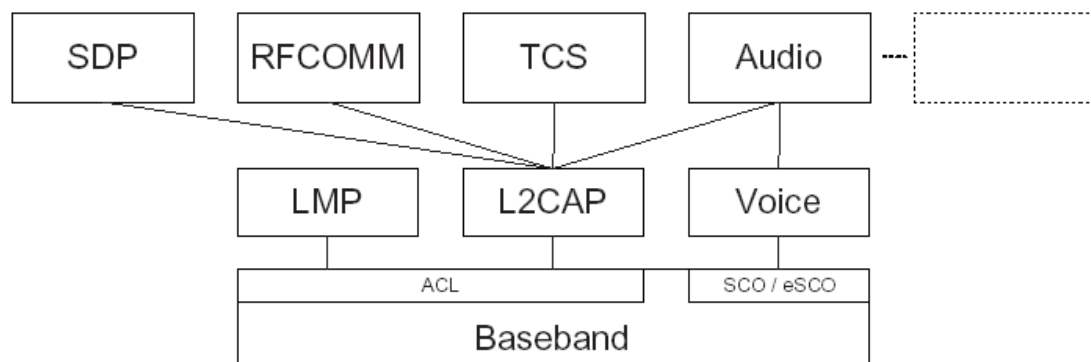 SDP RFCOMM TCS Audio
LMP L2CAP Voice
ACL SCO / eSCO
Baseband